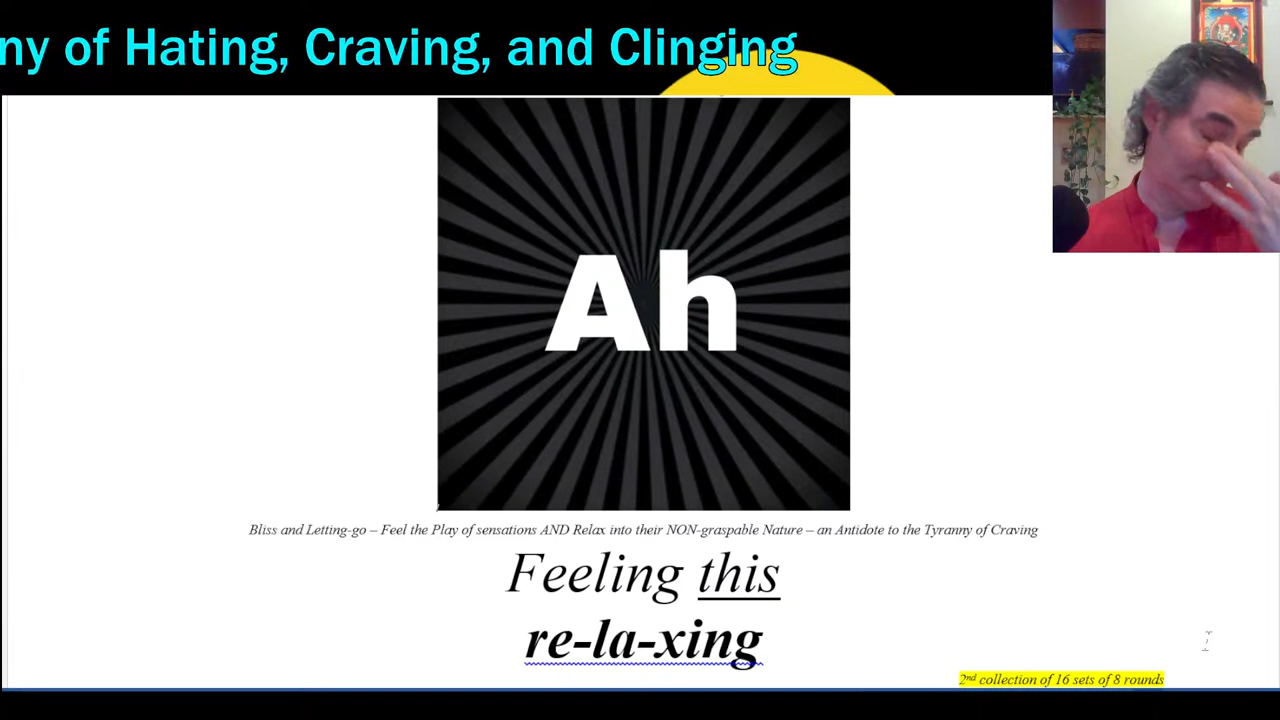 ny of Hating, Craving, and Clinging
Ah
Bliss and Letting-go – Feel the Play of sensations AND Relax into their NON-graspable Nature – an Antidote to the Tyranny of Craving
Feeling this
re-la-xing
2nd collection of 16 sets of 8 rounds